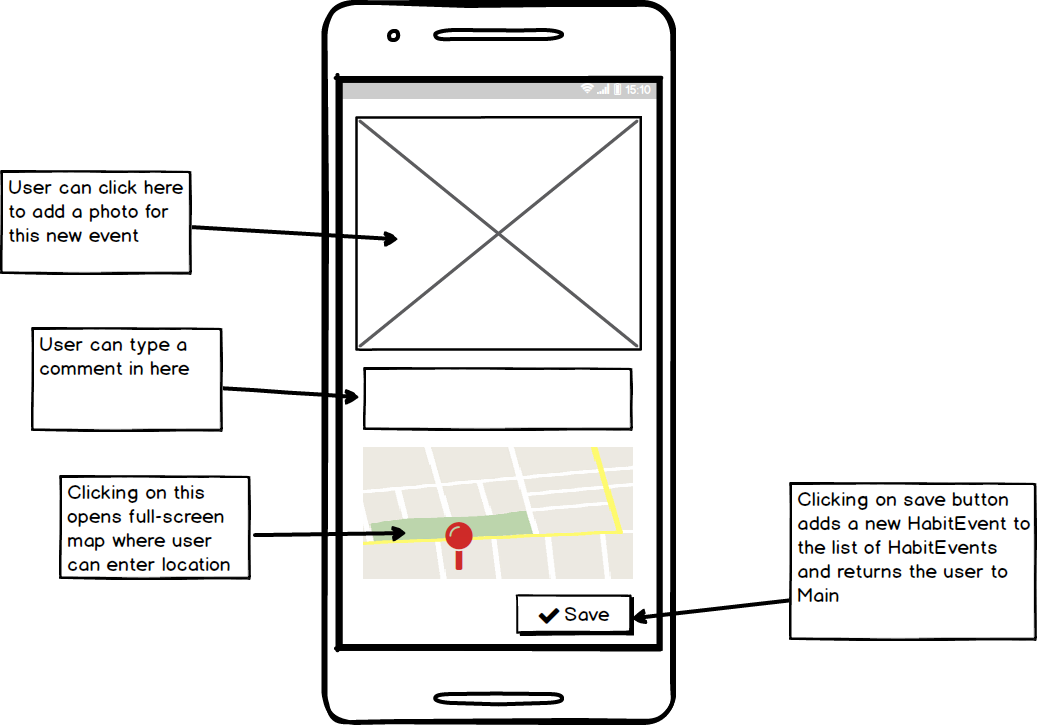 15:10
User can click here
to add a photo for
this new event
User can type a
comment in here
Clicking on this
opens full-screen
map where user
can enter location
Clicking on save button
adds a new HabitEvent to
the list of HabitEvents
and returns the user to
Main
Save